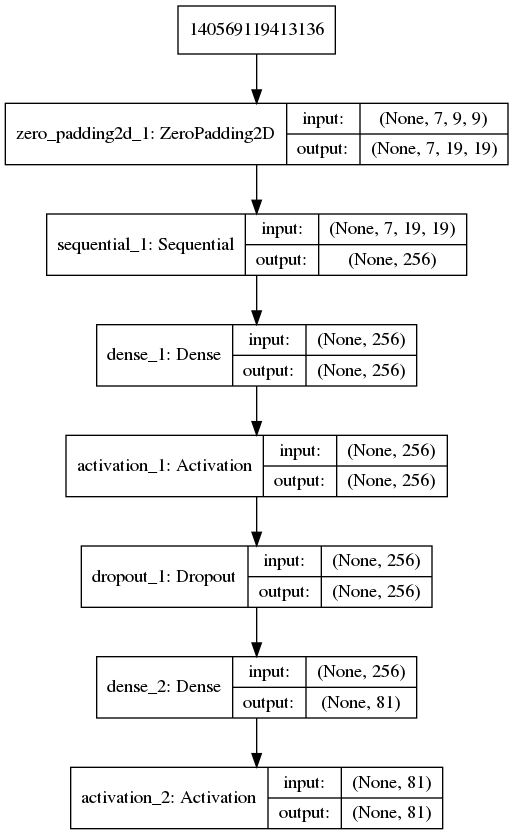 140569119413136
zero_padding2d_1: ZeroPadding2D
input:
(None, 7, 9, 9)
output:
(None, 7, 19, 19)
sequential_1: Sequential
input:
(None, 7, 19, 19)
output:
(None, 256)
dense_1: Dense
input:
(None, 256)
output:
(None, 256)
activation_1: Activation
input:
(None, 256)
output:
(None, 256)
dropout_1: Dropout
input:
(None, 256)
output:
(None, 256)
dense_2: Dense
input:
(None, 256)
output:
(None, 81)
activation_2: Activation
input:
(None, 81)
output:
(None, 81)